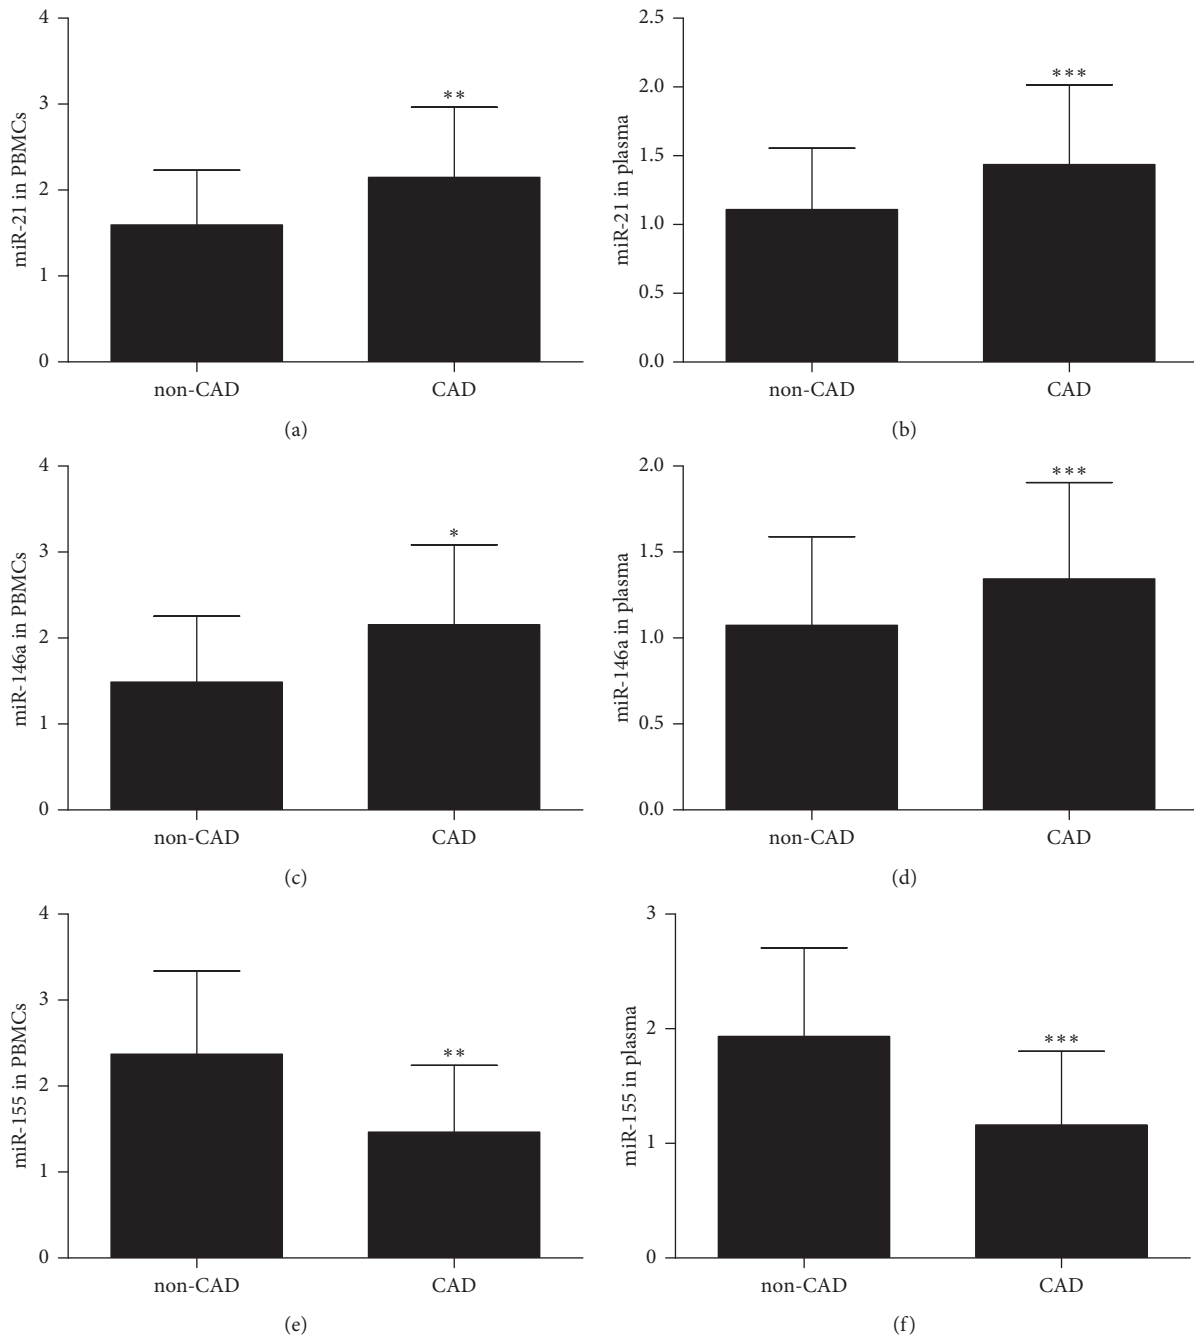 4
3
2
1
0
miR-21 in PBMCs
**
non-CAD
CAD
(a)
2.5
2.0
1.5
1.0
0.5
0.0
miR-21 in plasma
***
non-CAD
CAD
(b)
4
3
2
1
0
miR-146a in PBMCs
*
non-CAD
CAD
(c)
2.0
1.5
1.0
0.5
0.0
miR-146a in plasma
***
non-CAD
CAD
(d)
4
3
2
1
0
miR-155 in PBMCs
**
non-CAD
CAD
(e)
3
2
1
0
miR-155 in plasma
***
non-CAD
CAD
(f)